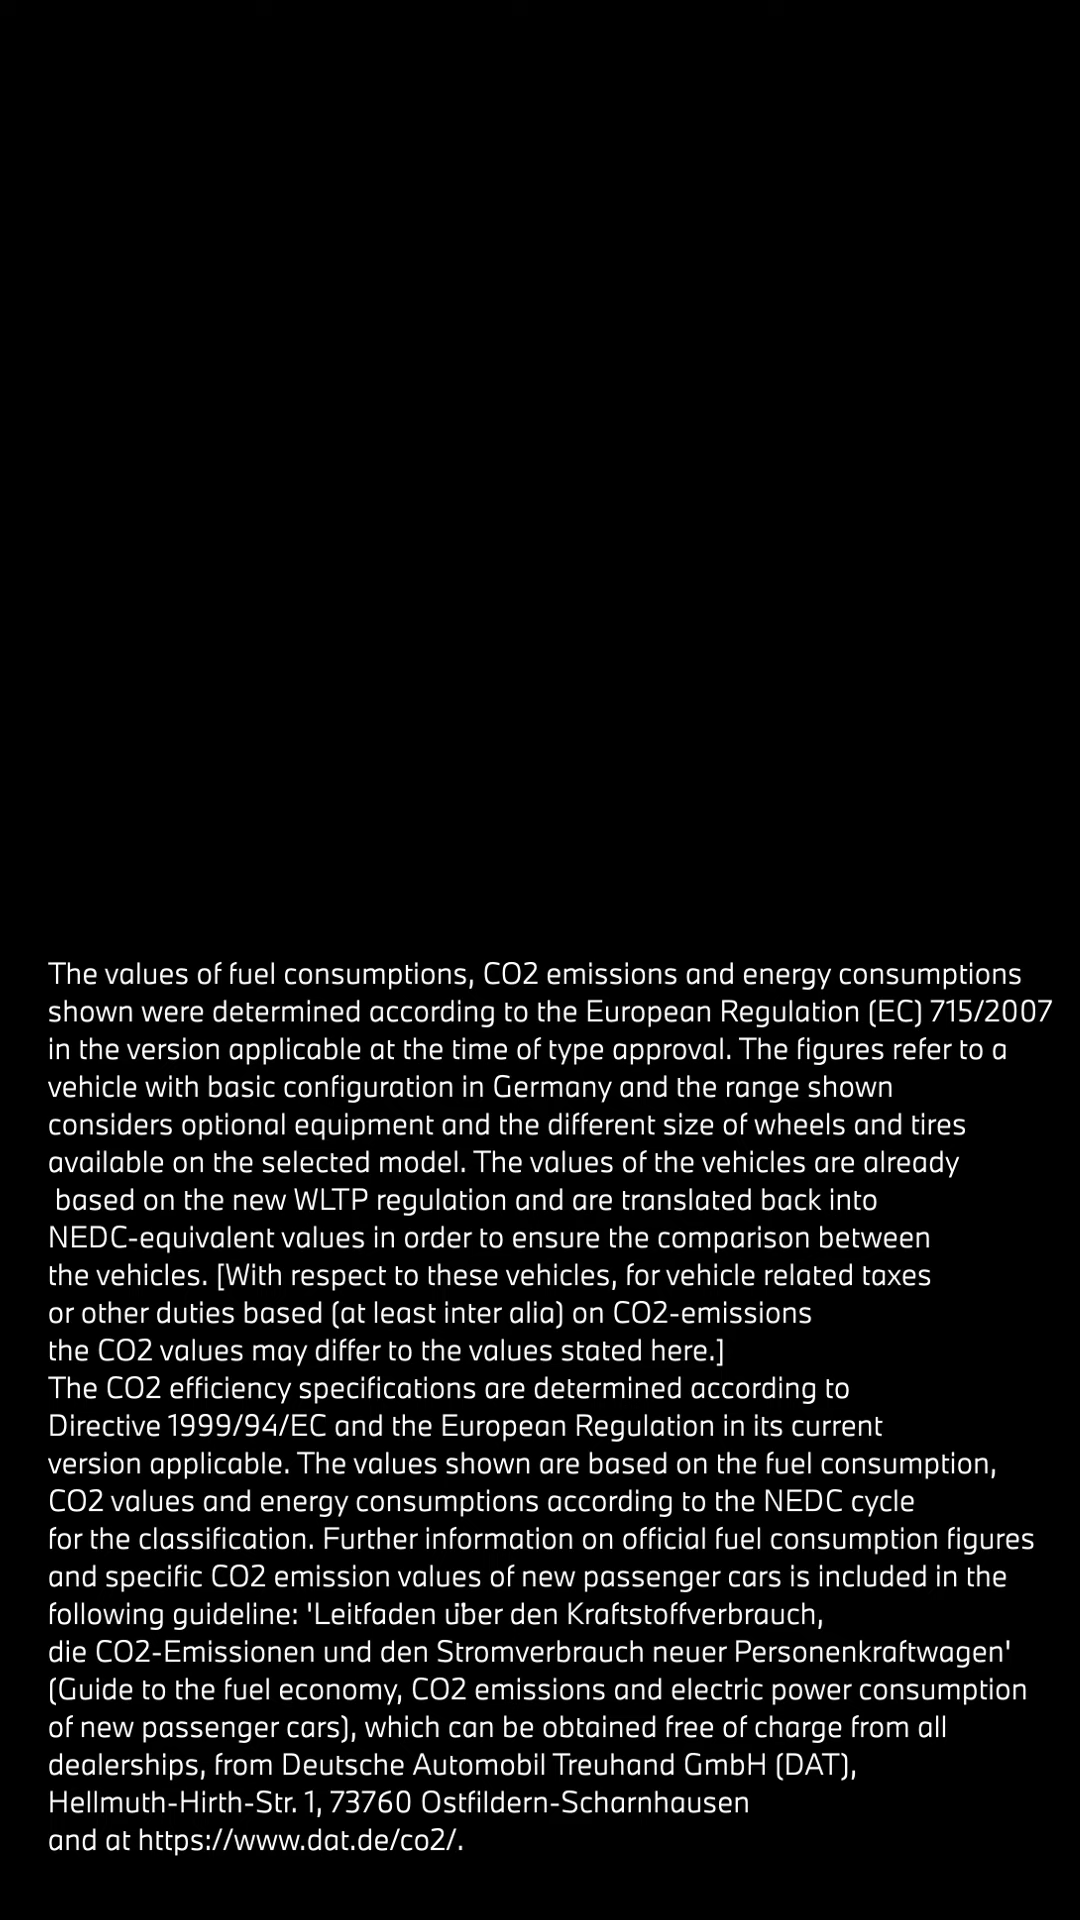 The values of fuel consumptions, CO2 emissions and energy consumptions
shown were determined according to the European Regulation (EC) 715/2007
in the version applicable at the time of type approval. The figures refer to a
vehicle with basic configuration in Germany and the range shown
considers optional equipment and the different size of wheels and tires
available on the selected model. The values of the vehicles are already
based on the new WLTP regulation and are translated back into
NEDC-equivalent values in order to ensure the comparison between
the vehicles. [With respect to these vehicles, for vehicle related taxes
or other duties based (at least inter alia) on CO2-emissions
the CO2 values may differ to the values stated here.]
The CO2 efficiency specifications are determined according to
Directive 1999/94/EC and the European Regulation in its current
version applicable. The values shown are based on the fuel consumption,
CO2 values and energy consumptions according to the NEDC cycle
for the classification. Further information on official fuel consumption figures
and specific CO2 emission values of new passenger cars is included in the
following guideline: 'Leitfaden über den Kraftstoffverbrauch,
die CO2-Emissionen und den Stromverbrauch neuer Personenkraftwagen'
(Guide to the fuel economy, CO2 emissions and electric power consumption
of new passenger cars), which can be obtained free of charge from all
dealerships, from Deutsche Automobil Treuhand GmbH (DAT),
Hellmuth-Hirth-Str. 1, 73760 Ostfildern-Scharnhausen
and at https://www.dat.de/co2/.